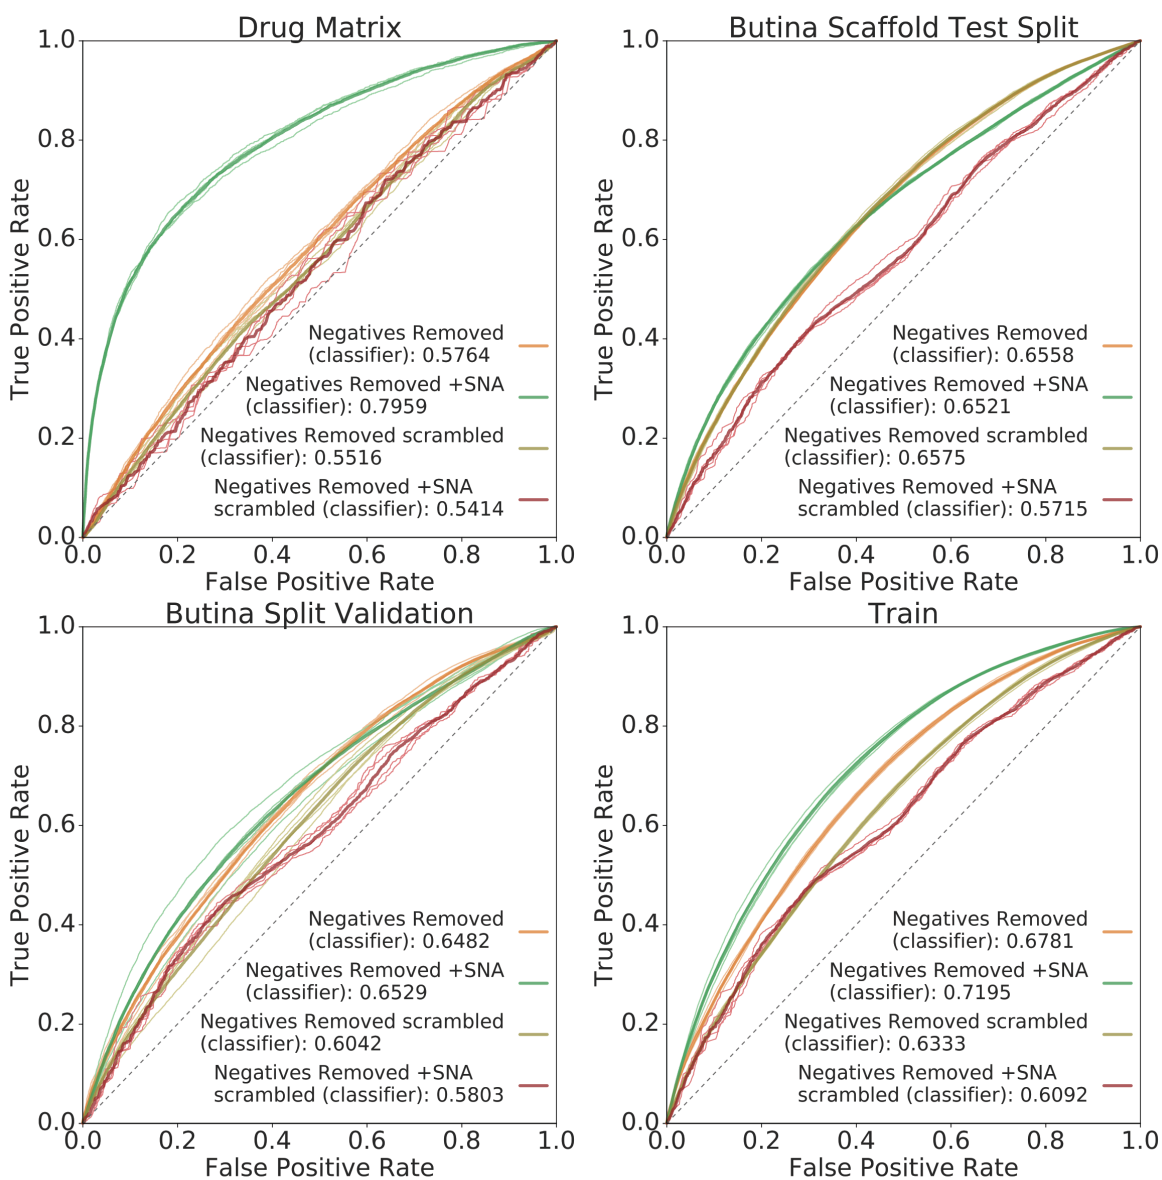 Drug Matrix
1.0
0.8
0.6
0.4
0.2
0.0
True Positive Rate
Negatives Removed
(classifier): 0.5764
Negatives Removed +SNA
(classifier): 0.7959
Negatives Removed scrambled
(classifier): 0.5516
Negatives Removed +SNA
scrambled (classifier): 0.5414
0.0 0.2 0.4 0.6 0.8 1.0
False Positive Rate
Butina Scaffold Test Split
1.0
0.8
0.6
0.4
0.2
0.0
True Positive Rate
Negatives Removed
(classifier): 0.6558
Negatives Removed +SNA
(classifier): 0.6521
Negatives Removed scrambled
(classifier): 0.6575
Negatives Removed +SNA
scrambled (classifier): 0.5715
0.0 0.2 0.4 0.6 0.8 1.0
False Positive Rate
Butina Split Validation
1.0
0.8
0.6
0.4
0.2
0.0
True Positive Rate
Negatives Removed
(classifier): 0.6482
Negatives Removed +SNA
(classifier): 0.6529
Negatives Removed scrambled
(classifier): 0.6042
Negatives Removed +SNA
scrambled (classifier): 0.5803
0.0 0.2 0.4 0.6 0.8 1.0
False Positive Rate
Train
1.0
0.8
0.6
0.4
0.2
0.0
True Positive Rate
Negatives Removed
(classifier): 0.6781
Negatives Removed +SNA
(classifier): 0.7195
Negatives Removed scrambled
(classifier): 0.6333
Negatives Removed +SNA
scrambled (classifier): 0.6092
0.0 0.2 0.4 0.6 0.8 1.0
False Positive Rate